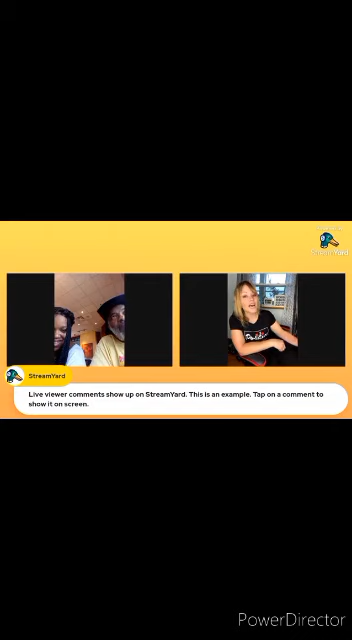 StreamYard
StreamYard
Live viewer comments show up on StreamYard. This is an example. Tap on a comment to
show it on screen.
PowerDirector